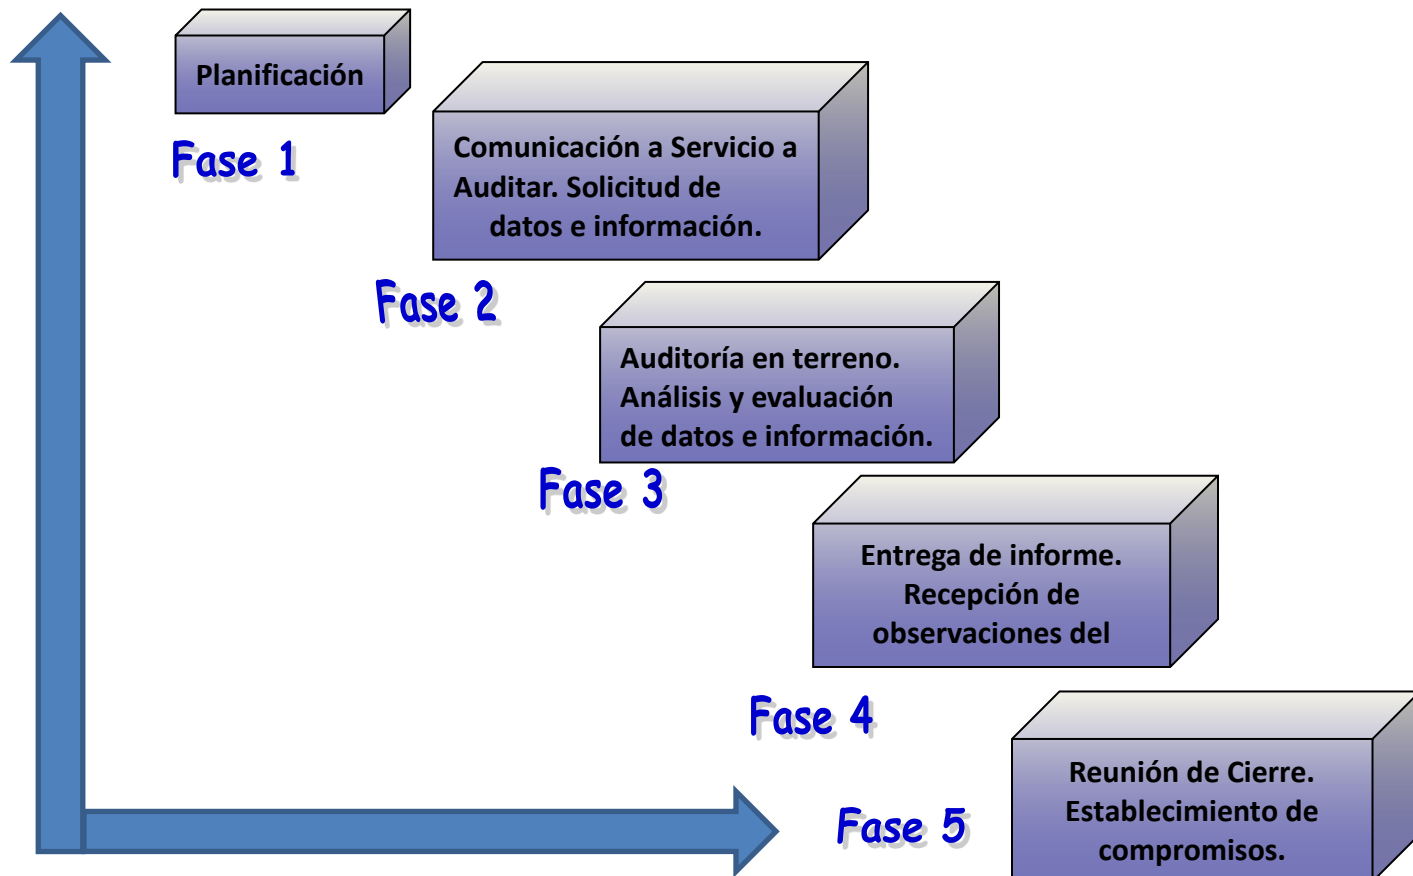 Planificación
Fase 1
Comunicación a Servicio a
Auditar. Solicitud de
datos e información.
Fase 2
Auditoría en terreno.
Análisis y evaluación
de datos e información.
Fase 3
Entrega de informe.
Recepción de
observaciones del
Fase 4
Reunión de Cierre.
Establecimiento de
compromisos.
Fase 5